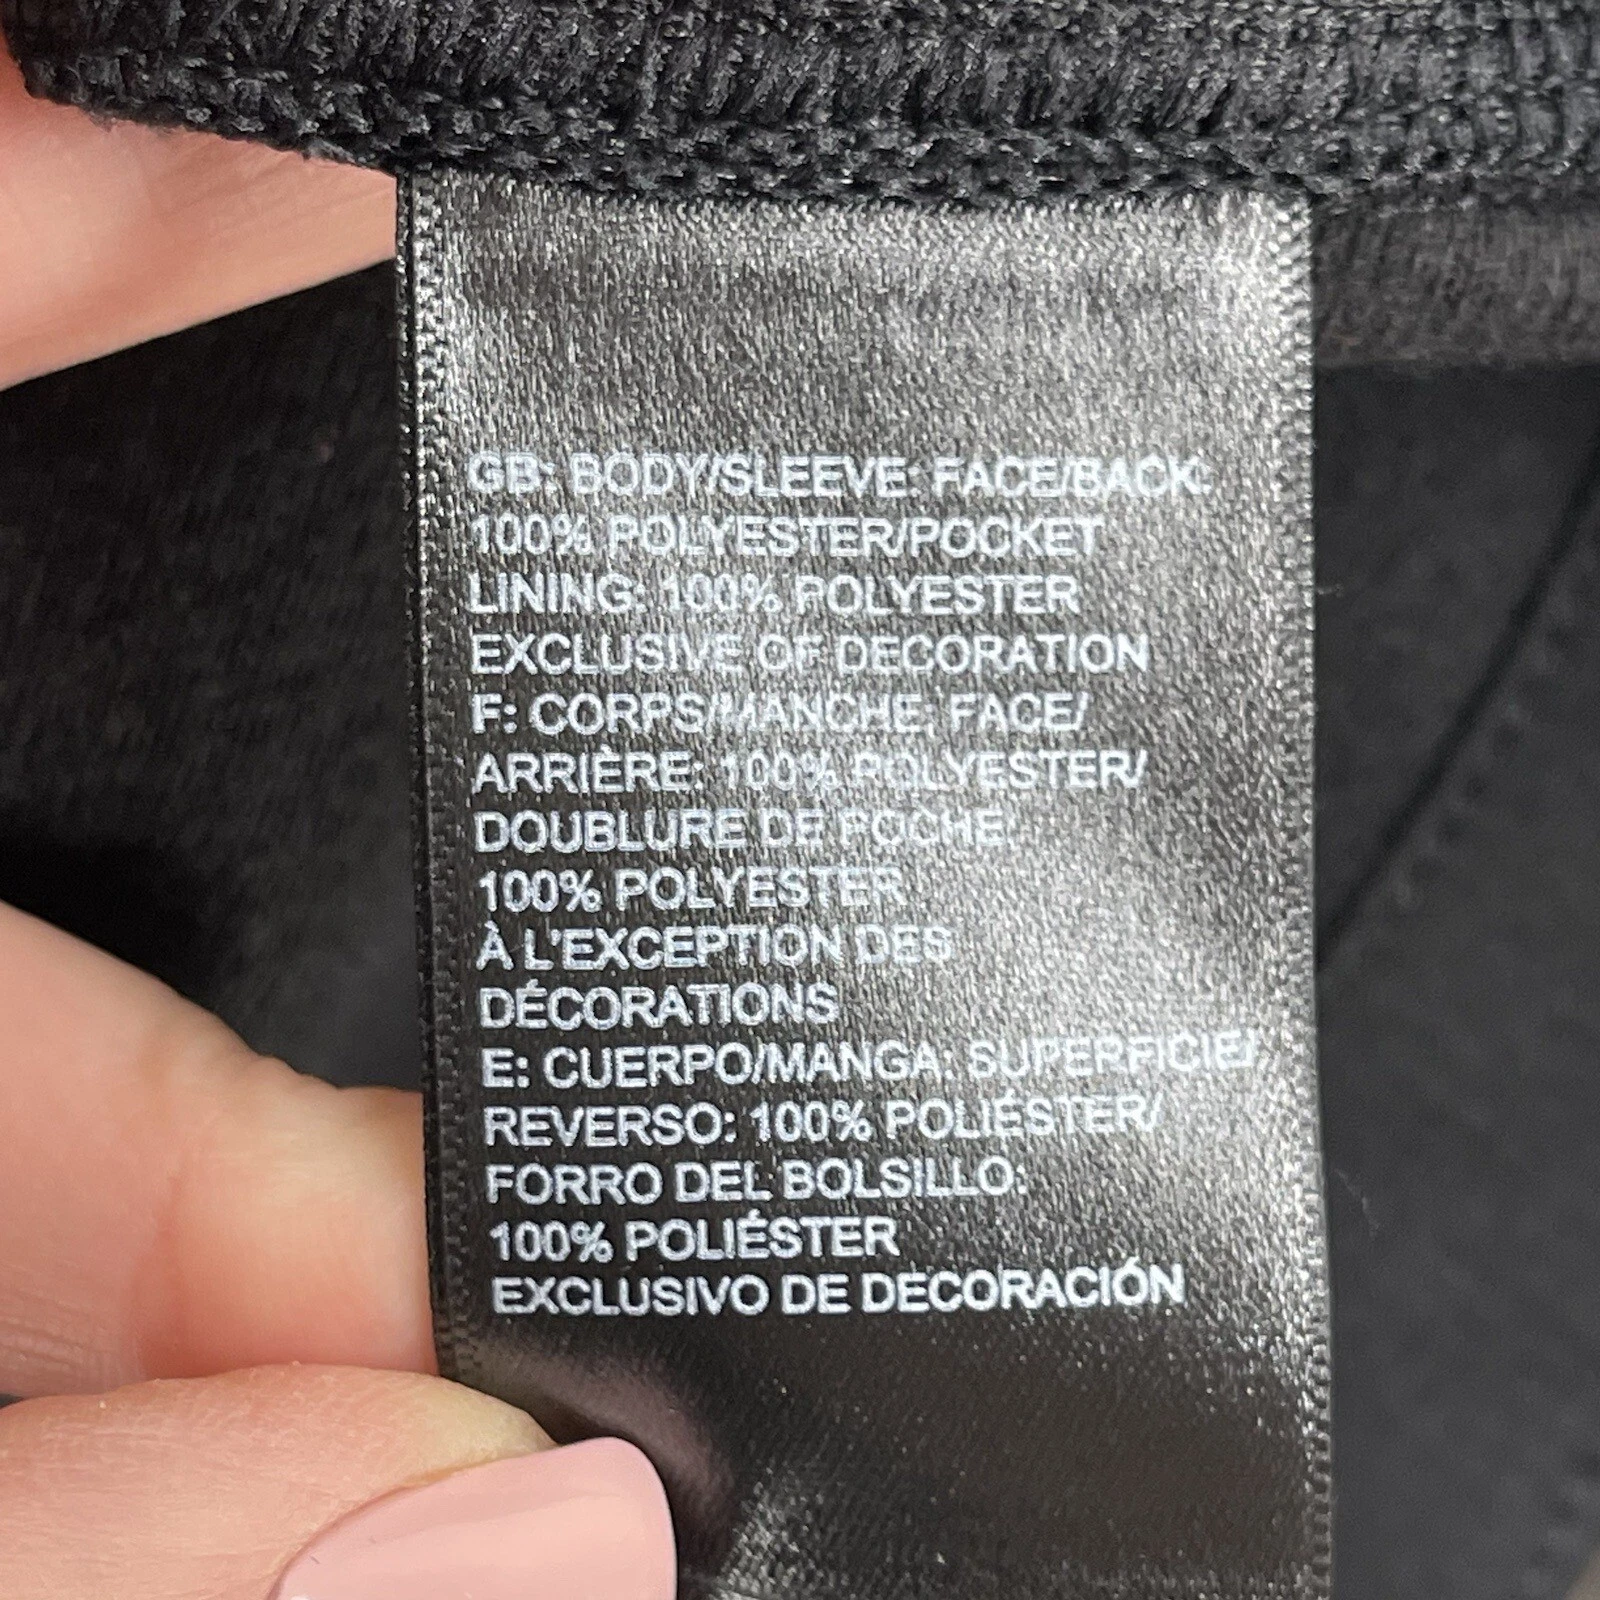 GB: BODY/SLEEVE: FACE/BACK:
100% POLYESTER/POCKET
LINING: 100% POLYESTER
EXCLUSIVE OF DECORATION
F: CORPS/MANCHE: FACE/
ARRIÈRE: 100% POLYESTER/
DOUBLURE DE POCHE:
100% POLYESTER
À L'EXCEPTION DES
DÉCORATIONS
E: CUERPO/MANGA: SUPERFICIE/
REVERSO: 100% POLIÉSTER/
FORRO DEL BOLSILLO:
100% POLIÉSTER
EXCLUSIVO DE DECORACIÓN